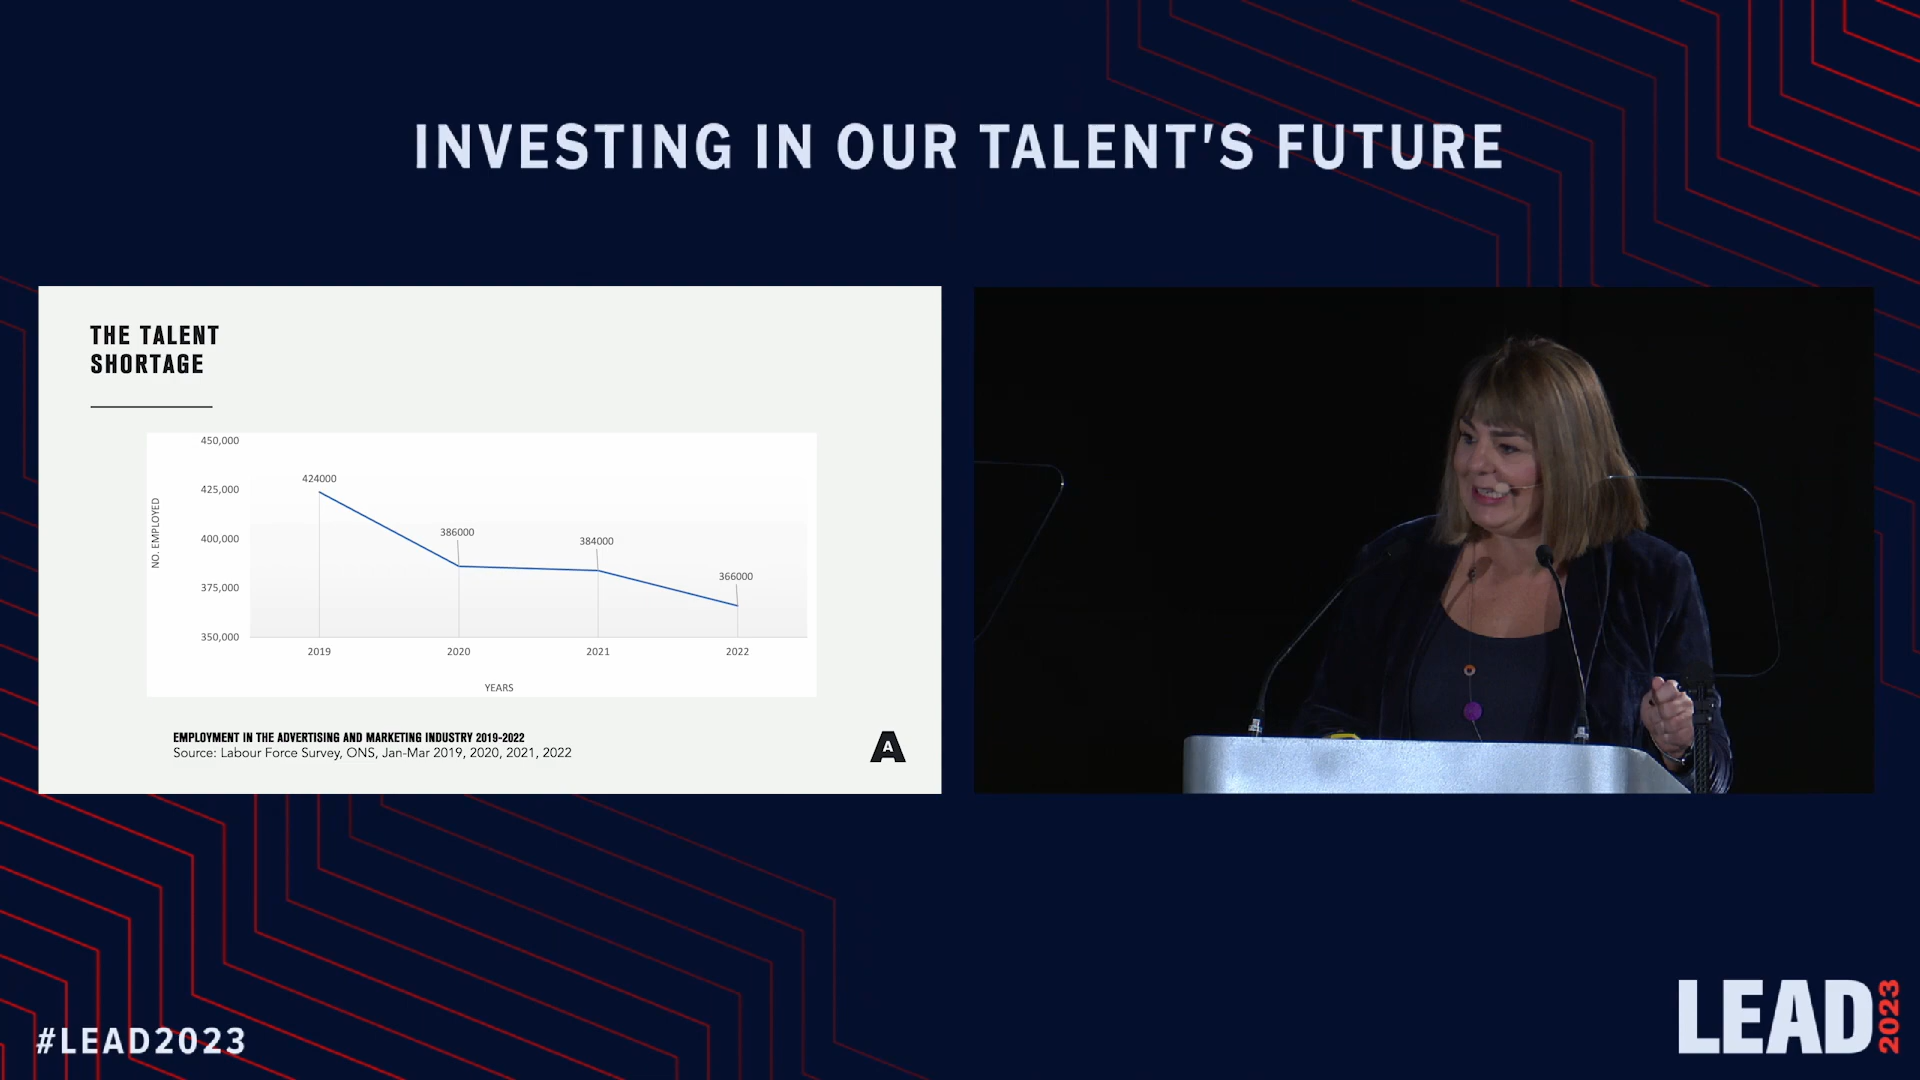 INVESTING IN OUR TALENT'S FUTURE
THE TALENT
SHORTAGE
450,000
425,000
400,000
375,000
350,000
NO. EMPLOYED
424000
386000
384000
366000
2019
2020
2021
2022
YEARS
EMPLOYMENT IN THE ADVERTISING AND MARKETING INDUSTRY 2019-2022
Source: Labour Force Survey, ONS, Jan-Mar 2019, 2020, 2021, 2022
A
#LEAD2023
LEAD
2023